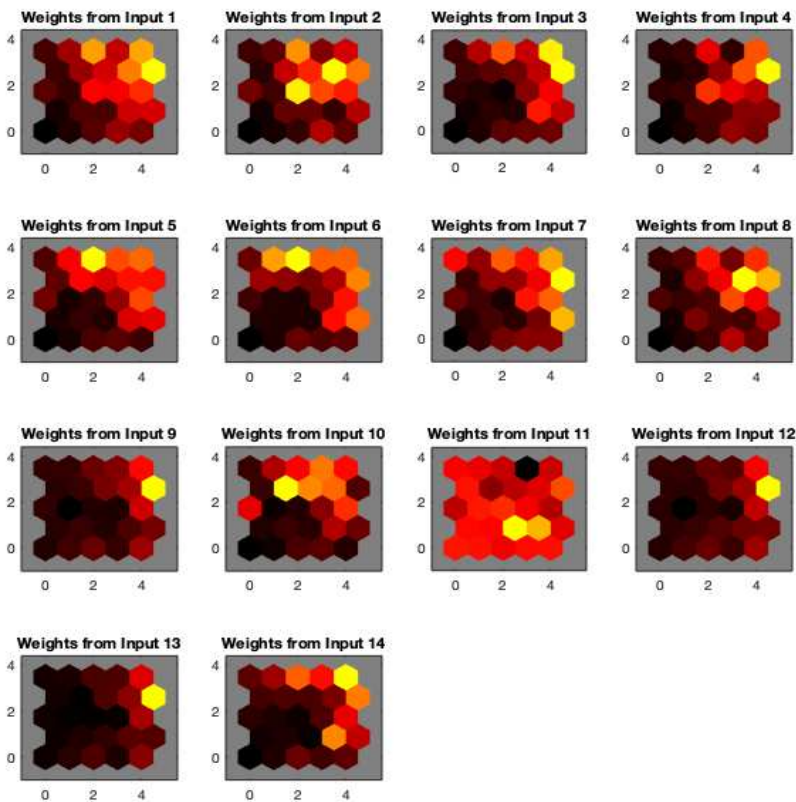 Weights from Input 1
Weights from Input 2
Weights from Input 3
Weights from Input 4
4 2 0
4 2 0
4 2 0
4 2 0
0 2 4
0 2 4
0 2 4
0 2 4
Weights from Input 5
Weights from Input 6
Weights from Input 7
Weights from Input 8
4 2 0
4 2 0
4 2 0
4 2 0
0 2 4
0 2 4
0 2 4
0 2 4
Weights from Input 9
Weights from Input 10
Weights from Input 11
Weights from Input 12
4 2 0
4 2 0
4 2 0
4 2 0
0 2 4
0 2 4
0 2 4
0 2 4
Weights from Input 13
Weights from Input 14
4 2 0
4 2 0
0 2 4
0 2 4